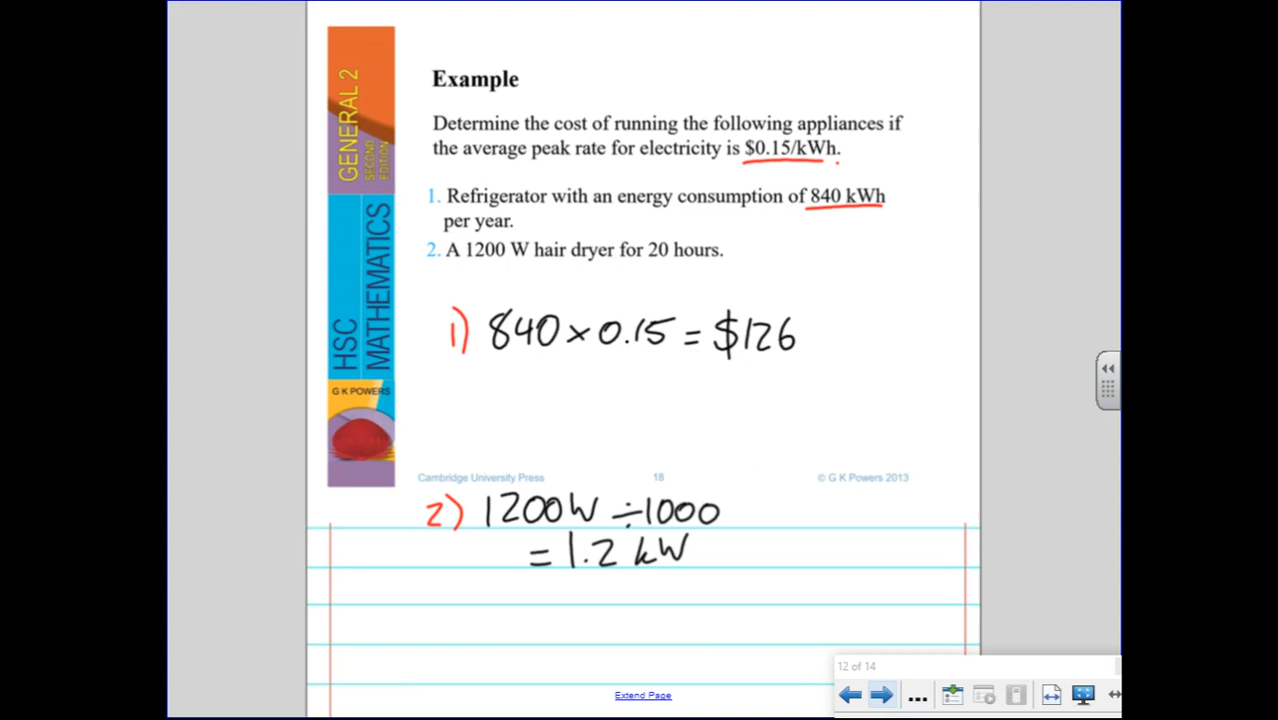 GENERAL 2
SECOND
EDITION
HSC
MATHEMATICS
G K POWERS
Example
Determine the cost of running the following appliances if
the average peak rate for electricity is $0.15/kWh.
1. Refrigerator with an energy consumption of 840 kWh
per year.
2. A 1200 W hair dryer for 20 hours.
1) 840 × 0.15 = $126
Cambridge University Press 18 © G K Powers 2013
2) 1200W ÷ 1000
= 1.2 kW
12 of 14
...
Extend Page